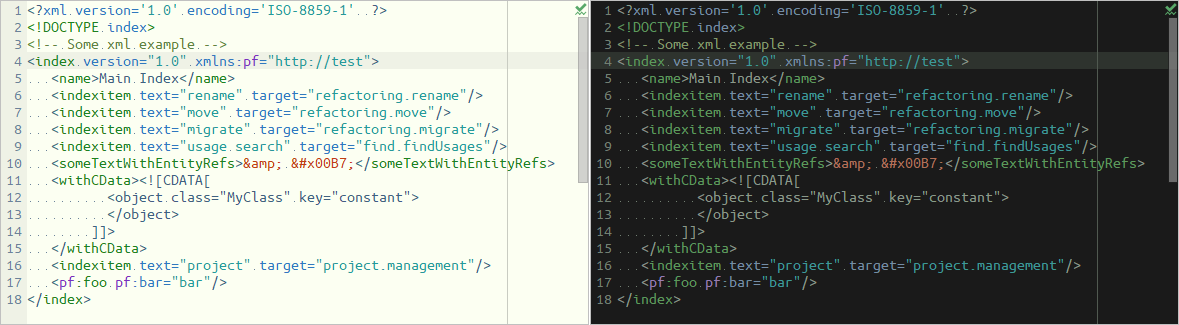 1 <?xml version='1.0' encoding='ISO-8859-1'  ?>
2 <!DOCTYPE index>
3 <!-- Some xml example -->
4 <index version="1.0" xmlns:pf="http://test">
5    <name>Main Index</name>
6    <indexitem text="rename" target="refactoring.rename"/>
7    <indexitem text="move" target="refactoring.move"/>
8    <indexitem text="migrate" target="refactoring.migrate"/>
9    <indexitem text="usage search" target="find.findUsages"/>
10    <someTextWithEntityRefs>&amp; &#x00B7;</someTextWithEntityRefs>
11    <withCData><![CDATA[
12           <object class="MyClass" key="constant">
13           </object>
14         ]]>
15    </withCData>
16    <indexitem text="project" target="project.management"/>
17    <pf:foo pf:bar="bar"/>
18 </index>
1 <?xml version='1.0' encoding='ISO-8859-1'  ?>
2 <!DOCTYPE index>
3 <!-- Some xml example -->
4 <index version="1.0" xmlns:pf="http://test">
5    <name>Main Index</name>
6    <indexitem text="rename" target="refactoring.rename"/>
7    <indexitem text="move" target="refactoring.move"/>
8    <indexitem text="migrate" target="refactoring.migrate"/>
9    <indexitem text="usage search" target="find.findUsages"/>
10    <someTextWithEntityRefs>&amp; &#x00B7;</someTextWithEntityRefs>
11    <withCData><![CDATA[
12           <object class="MyClass" key="constant">
13           </object>
14         ]]>
15    </withCData>
16    <indexitem text="project" target="project.management"/>
17    <pf:foo pf:bar="bar"/>
18 </index>